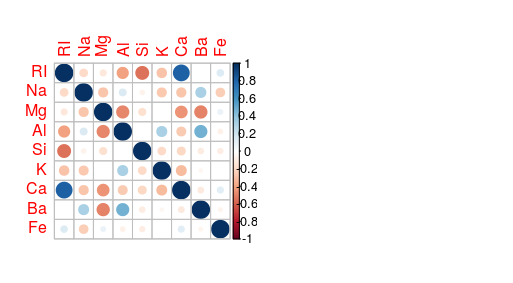 RI Na Mg Al Si K Ca Ba Fe
RI
Na
Mg
Al
Si
K
Ca
Ba
Fe
1
0.8
0.6
0.4
0.2
0
-0.2
-0.4
-0.6
-0.8
-1